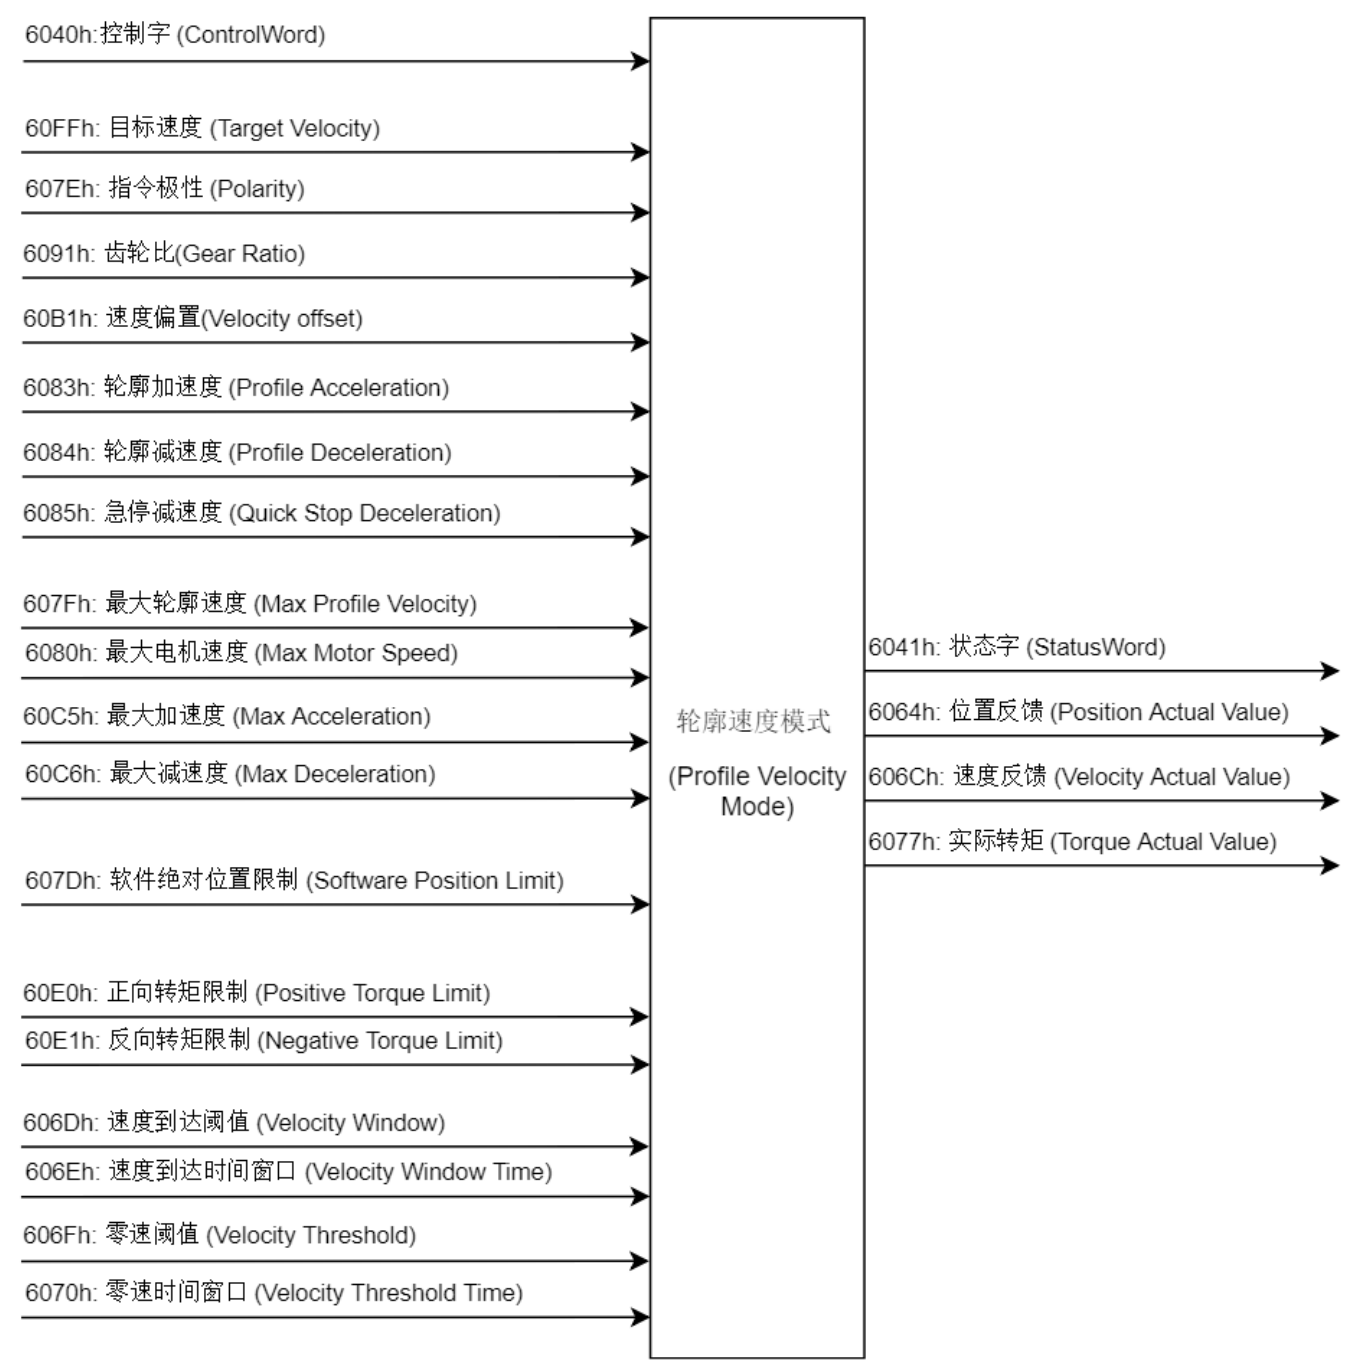 6040h:控制字 (ControlWord)
60FFh: 目标速度 (Target Velocity)
607Eh: 指令极性 (Polarity)
6091h: 齿轮比(Gear Ratio)
60B1h: 速度偏置(Velocity offset)
6083h: 轮廓加速度 (Profile Acceleration)
6084h: 轮廓减速度 (Profile Deceleration)
6085h: 急停减速度 (Quick Stop Deceleration)
607Fh: 最大轮廓速度 (Max Profile Velocity)
6080h: 最大电机速度 (Max Motor Speed)
60C5h: 最大加速度 (Max Acceleration)
60C6h: 最大减速度 (Max Deceleration)
607Dh: 软件绝对位置限制 (Software Position Limit)
60E0h: 正向转矩限制 (Positive Torque Limit)
60E1h: 反向转矩限制 (Negative Torque Limit)
606Dh: 速度到达阈值 (Velocity Window)
606Eh: 速度到达时间窗口 (Velocity Window Time)
606Fh: 零速阈值 (Velocity Threshold)
6070h: 零速时间窗口 (Velocity Threshold Time)
轮廓速度模式
(Profile Velocity
Mode)
6041h: 状态字 (StatusWord)
6064h: 位置反馈 (Position Actual Value)
606Ch: 速度反馈 (Velocity Actual Value)
6077h: 实际转矩 (Torque Actual Value)